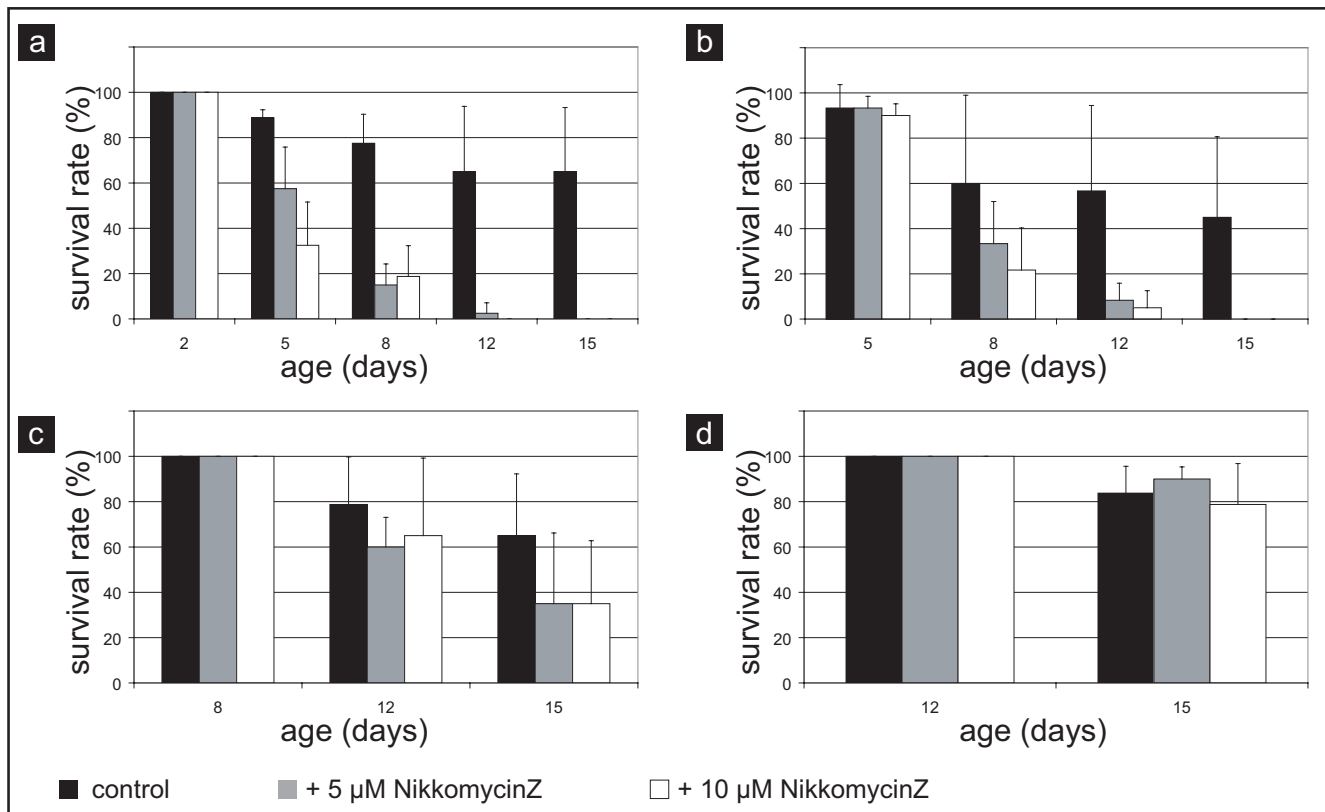 a
survival rate (%)
100
80
60
40
20
0
2 5 8 12 15
age (days)
b
survival rate (%)
100
80
60
40
20
0
5 8 12 15
age (days)
c
survival rate (%)
100
80
60
40
20
0
8 12 15
age (days)
d
survival rate (%)
100
80
60
40
20
0
12 15
age (days)
control + 5 µM NikkomycinZ + 10 µM NikkomycinZ